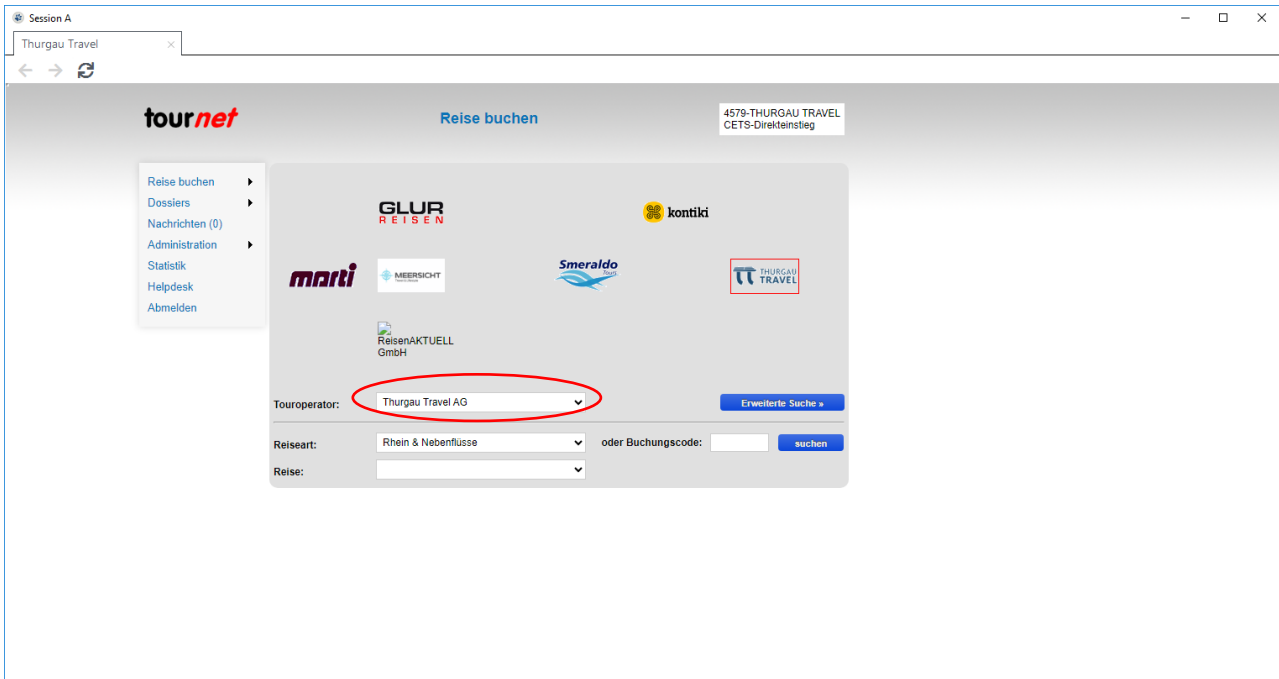 Session A
Thurgau Travel
tournet
Reise buchen
4579-THURGAU TRAVEL
CETS-Direkteinstieg
Reise buchen
Dossiers
Nachrichten (0)
Administration
Statistik
Helpdesk
Abmelden
GLUR
REISEN
kontiki
marti
MEERSICHT
Smeraldo
Tours
THURGAU
TRAVEL
ReisenAKTUELL
GmbH
Touroperator:
Thurgau Travel AG
Erweiterte Suche »
Reiseart:
Rhein & Nebenflüsse
oder Buchungscode:
suchen
Reise: